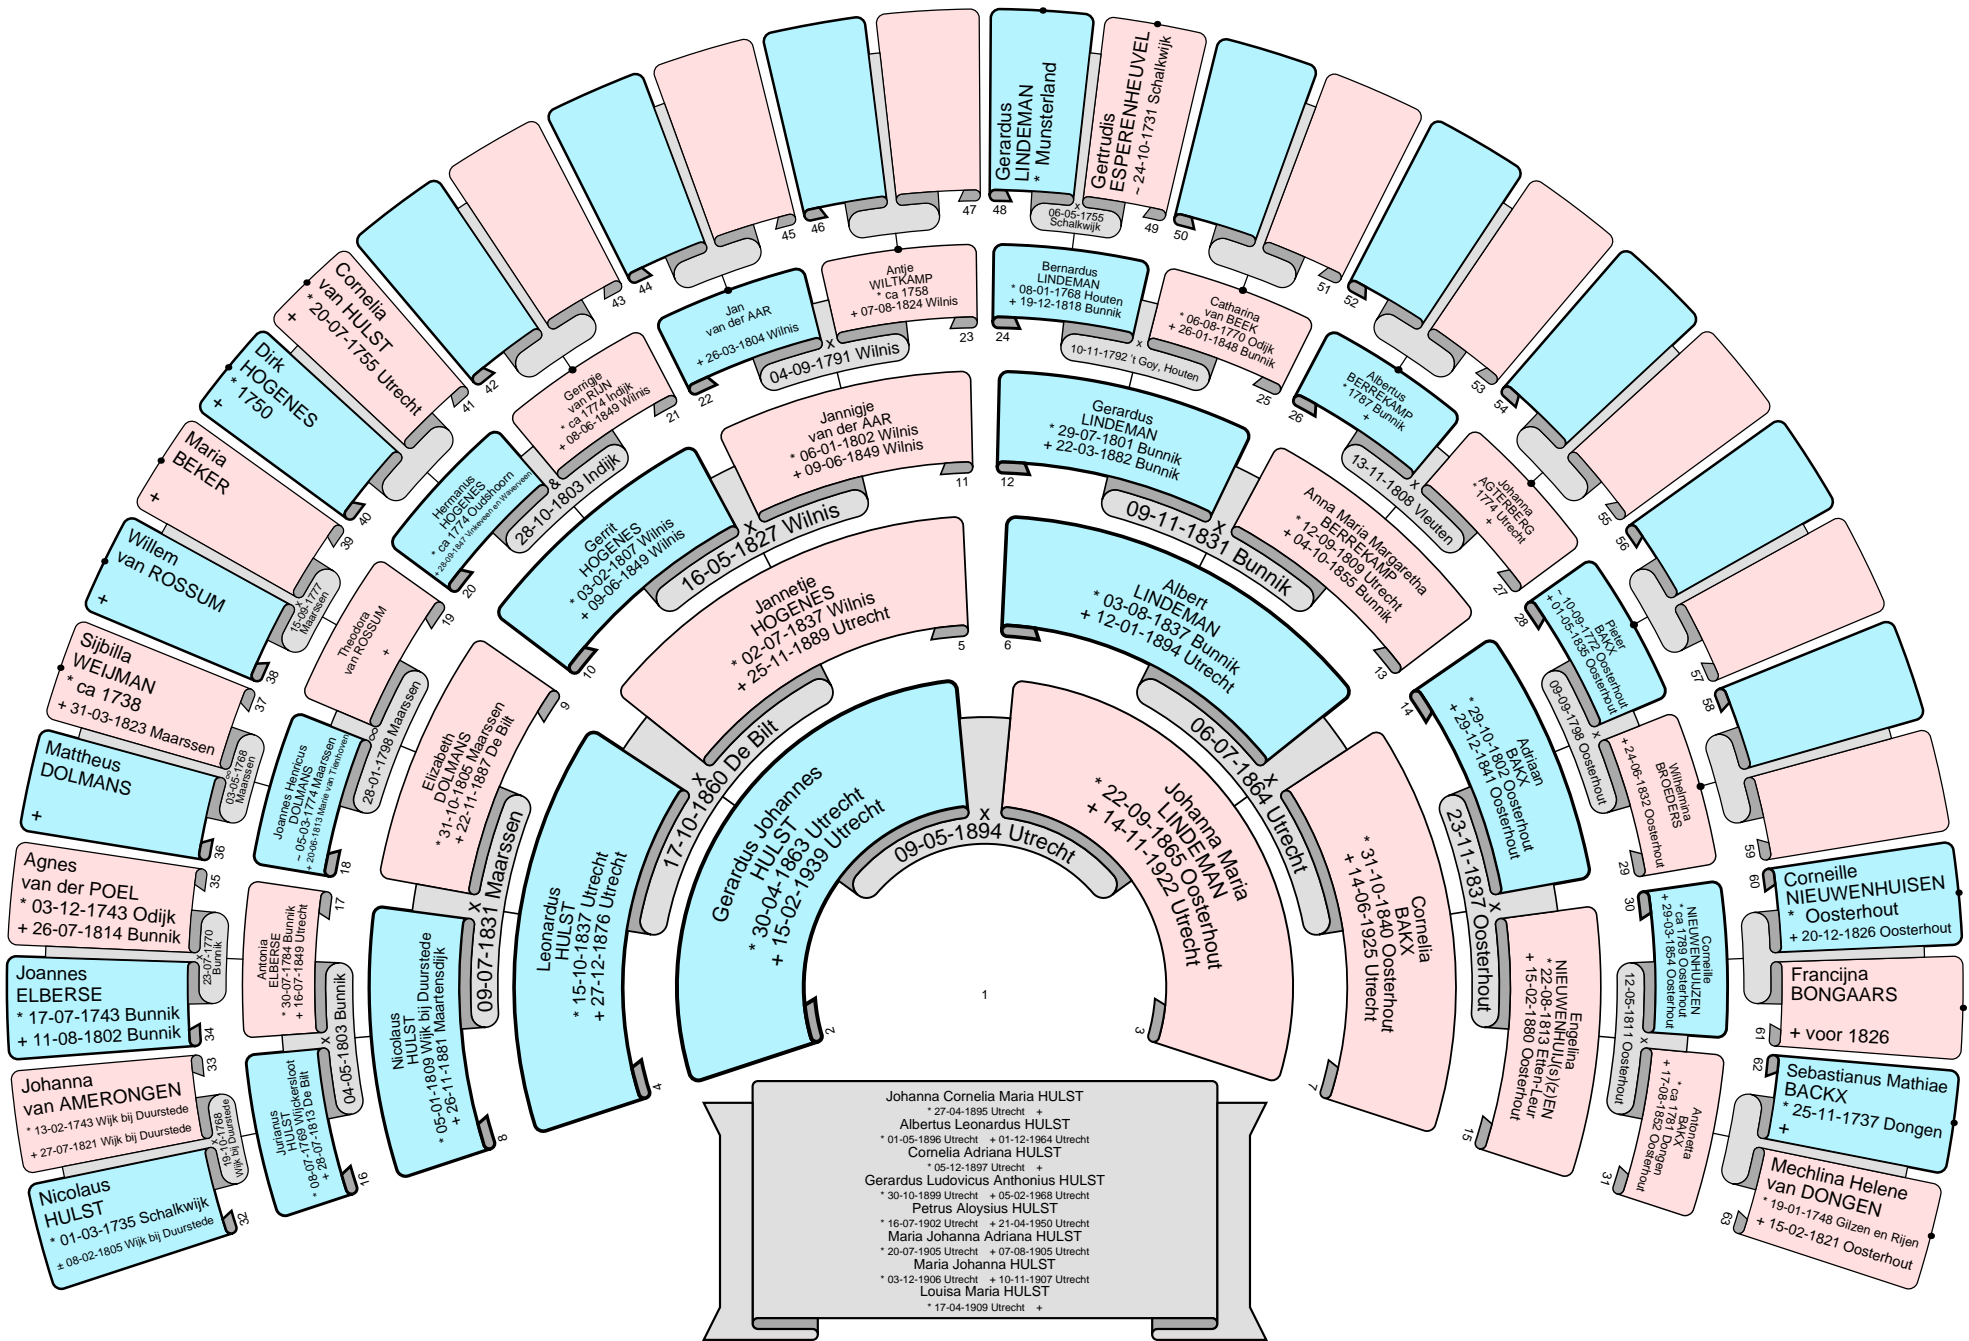 Gerardus
LINDEMAN
* Munsterland
48
Gertrudis
ESPERENHEUVEL
~ 24-10-1731 Schalkwijk
49
x
06-05-1755
Schalkwijk
50
51
52
53
54
55
56
57
58
59
47
46
45
44
43
42
Cornelia
van HULST
* 20-07-1755 Utrecht
+
41
Dirk
HOGENES
* 1750
+
40
Maria
BEKER
+
39
Willem
van ROSSUM
+
38
x
15-09-1777
Maarssen
Sijbilla
WEIJMAN
* ca 1738
+ 31-03-1823 Maarssen
37
Mattheus
DOLMANS
+
36
03-05-1768
Maarssen
Agnes
van der POEL
* 03-12-1743 Odijk
+ 26-07-1814 Bunnik
35
Joannes
ELBERSE
* 17-07-1743 Bunnik
+ 11-08-1802 Bunnik
34
x
23-07-1770
Bunnik
Johanna
van AMERONGEN
* 13-02-1743 Wijk bij Duurstede
+ 27-07-1821 Wijk bij Duurstede
33
Nicolaus
HULST
* 01-03-1735 Schalkwijk
± 08-02-1805 Wijk bij Duurstede
32
x
19-10-1768
Wijk bij Duurstede
Corneille
NIEUWENHUISEN
* Oosterhout
+ 20-12-1826 Oosterhout
60
Francijna
BONGAARS
+ voor 1826
61
Sebastianus Mathiae
BACKX
* 25-11-1737 Dongen
+
62
Mechlina Helene
van DONGEN
* 19-01-1748 Gilzen en Rijen
+ 15-02-1821 Oosterhout
63
Jurianus
HULST
* 08-07-1769 Wijckersloot
+ 28-07-1813 De Bilt
16
x
04-05-1803 Bunnik
Antonia
ELBERSE
* 30-07-1784 Bunnik
+ 16-07-1849 Utrecht
17
Joannes Henricus
DOLMANS
~ 05-03-1774 Maarssen
+ 20-06-1813 Marie van Tienhoven
18
28-01-1798 Maarssen
Theodora
van ROSSUM
+
19
Hermanus
HOGENES
* ca 1774 Oudshoorn
+ 28-09-1847 Vinkeveen en Waverveen
20
&
28-10-1803 Indijk
Gerrigje
van RIJN
* ca 1774 Indijk
+ 08-06-1849 Wilnis
21
Jan
van der AAR
+ 26-03-1804 Wilnis
22
x
04-09-1791 Wilnis
Antje
WILTKAMP
* ca 1758
+ 07-08-1824 Wilnis
23
Bernardus
LINDEMAN
* 08-01-1768 Houten
+ 19-12-1818 Bunnik
24
x
10-11-1792 't Goy, Houten
Catharina
van BEEK
* 06-08-1770 Odijk
+ 26-01-1848 Bunnik
25
Albertus
BERREKAMP
* 1787 Bunnik
+
26
x
13-11-1808 Vleuten
Johanna
AGTERBERG
* 1774 Utrecht
+
27
Pieter
BAKX
~ 10-09-1772 Oosterhout
+ 01-05-1835 Oosterhout
28
x
09-09-1798 Oosterhout
Wilhelmina
BROEDERS
+ 24-06-1832 Oosterhout
29
Corneille
NIEUWENHUIJZEN
* ca 1789 Oosterhout
+ 29-03-1854 Oosterhout
30
x
12-05-1811 Oosterhout
Antonetta
BAKX
* ca 1781 Dongen
+ 17-08-1852 Oosterhout
31
Nicolaus
HULST
* 05-01-1809 Wijk bij Duurstede
+ 26-11-1881 Maartensdijk
8
x
09-07-1831 Maarssen
Elizabeth
DOLMANS
* 31-10-1805 Maarssen
+ 22-11-1887 De Bilt
9
Gerrit
HOGENES
* 03-02-1807 Wilnis
+ 09-06-1849 Wilnis
10
x
16-05-1827 Wilnis
Jannigje
van der AAR
* 06-01-1802 Wilnis
+ 09-06-1849 Wilnis
11
Gerardus
LINDEMAN
* 29-07-1801 Bunnik
+ 22-03-1882 Bunnik
12
x
09-11-1831 Bunnik
Anna Maria Margaretha
BERREKAMP
* 12-09-1809 Utrecht
+ 04-10-1855 Bunnik
13
Adriaan
BAKX
* 29-10-1802 Oosterhout
+ 29-12-1841 Oosterhout
14
x
23-11-1837 Oosterhout
Engelina
NIEUWENHUIJ(s)(z)EN
* 22-08-1813 Etten-Leur
+ 15-02-1880 Oosterhout
15
Leonardus
HULST
* 15-10-1837 Utrecht
+ 27-12-1876 Utrecht
4
x
17-10-1860 De Bilt
Jannetje
HOGENES
* 02-07-1837 Wilnis
+ 25-11-1889 Utrecht
5
Albert
LINDEMAN
* 03-08-1837 Bunnik
+ 12-01-1894 Utrecht
6
x
06-07-1864 Utrecht
Cornelia
BAKX
* 31-10-1840 Oosterhout
+ 14-06-1925 Utrecht
7
Gerardus Johannes
HULST
* 30-04-1863 Utrecht
+ 15-02-1939 Utrecht
2
x
09-05-1894 Utrecht
Johanna Maria
LINDEMAN
* 22-09-1865 Oosterhout
+ 14-11-1922 Utrecht
3
1
Johanna Cornelia Maria HULST
* 27-04-1895 Utrecht +
Albertus Leonardus HULST
* 01-05-1896 Utrecht + 01-12-1964 Utrecht
Cornelia Adriana HULST
* 05-12-1897 Utrecht +
Gerardus Ludovicus Anthonius HULST
* 30-10-1899 Utrecht + 05-02-1968 Utrecht
Petrus Aloysius HULST
* 16-07-1902 Utrecht + 21-04-1950 Utrecht
Maria Johanna Adriana HULST
* 20-07-1905 Utrecht + 07-08-1905 Utrecht
Maria Johanna HULST
* 03-12-1906 Utrecht + 10-11-1907 Utrecht
Louisa Maria HULST
* 17-04-1909 Utrecht +